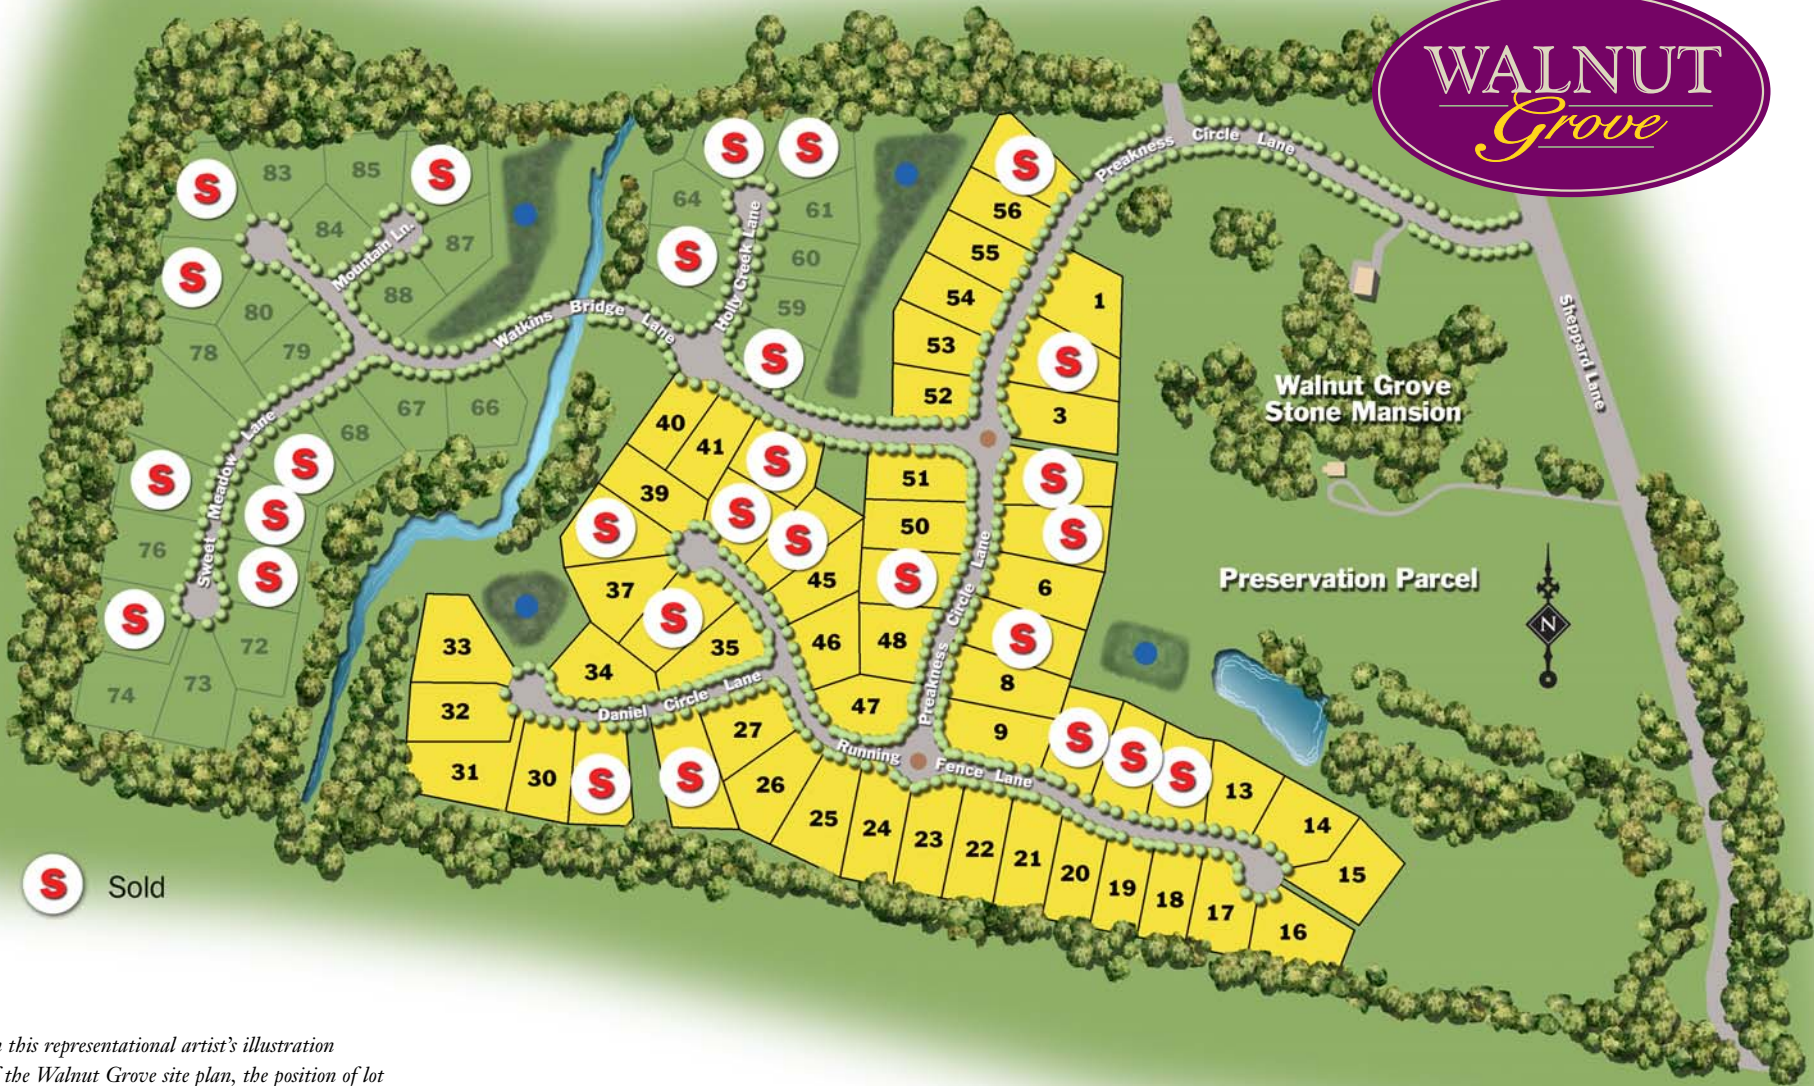 WALNUT
Grove
Preakness Circle Lane
S
S
S
S
S
83
85
56
64
61
84
87
Mountain Ln.
Holly Creek Lane
55
60
S
S
88
54
1
59
80
Watkins Bridge Lane
Sheppard Lane
53
78
79
S
S
52
3
Walnut Grove
Stone Mansion
67
66
68
40
41
Sweet Meadow Lane
S
S
S
S
51
S
39
S
S
S
S
50
S
76
S
45
S
37
Preakness Circle Lane
6
Preservation Parcel
N
S
S
S
33
35
46
48
72
34
8
73
74
32
Daniel Circle Lane
Preakness Circle Lane
47
27
9
S
Running Fence Lane
S
S
31
30
S
S
26
13
25
24
14
23
22
21
20
15
19
18
17
16
S Sold
this representational artist's illustration
the Walnut Grove site plan, the position of lot